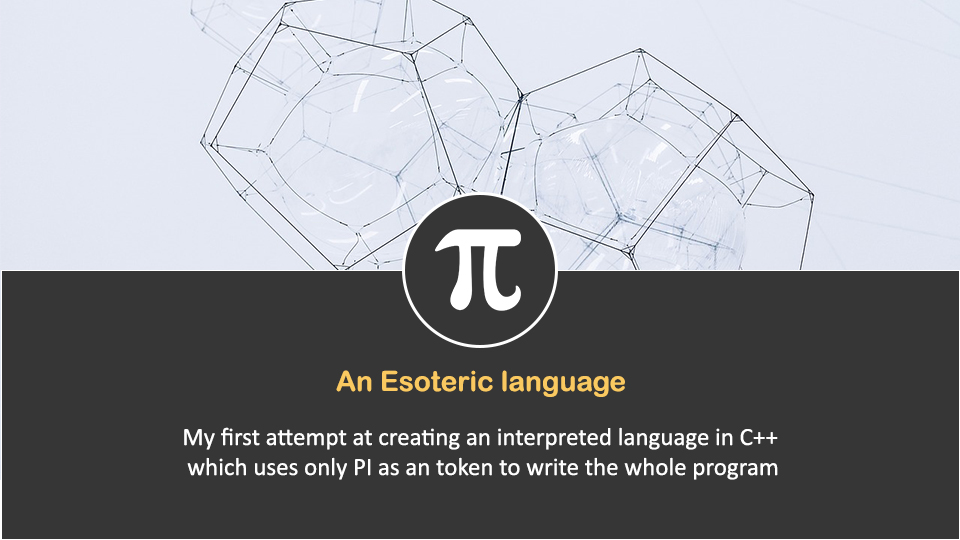 π
An Esoteric language
My first attempt at creating an interpreted language in C++
which uses only PI as an token to write the whole program